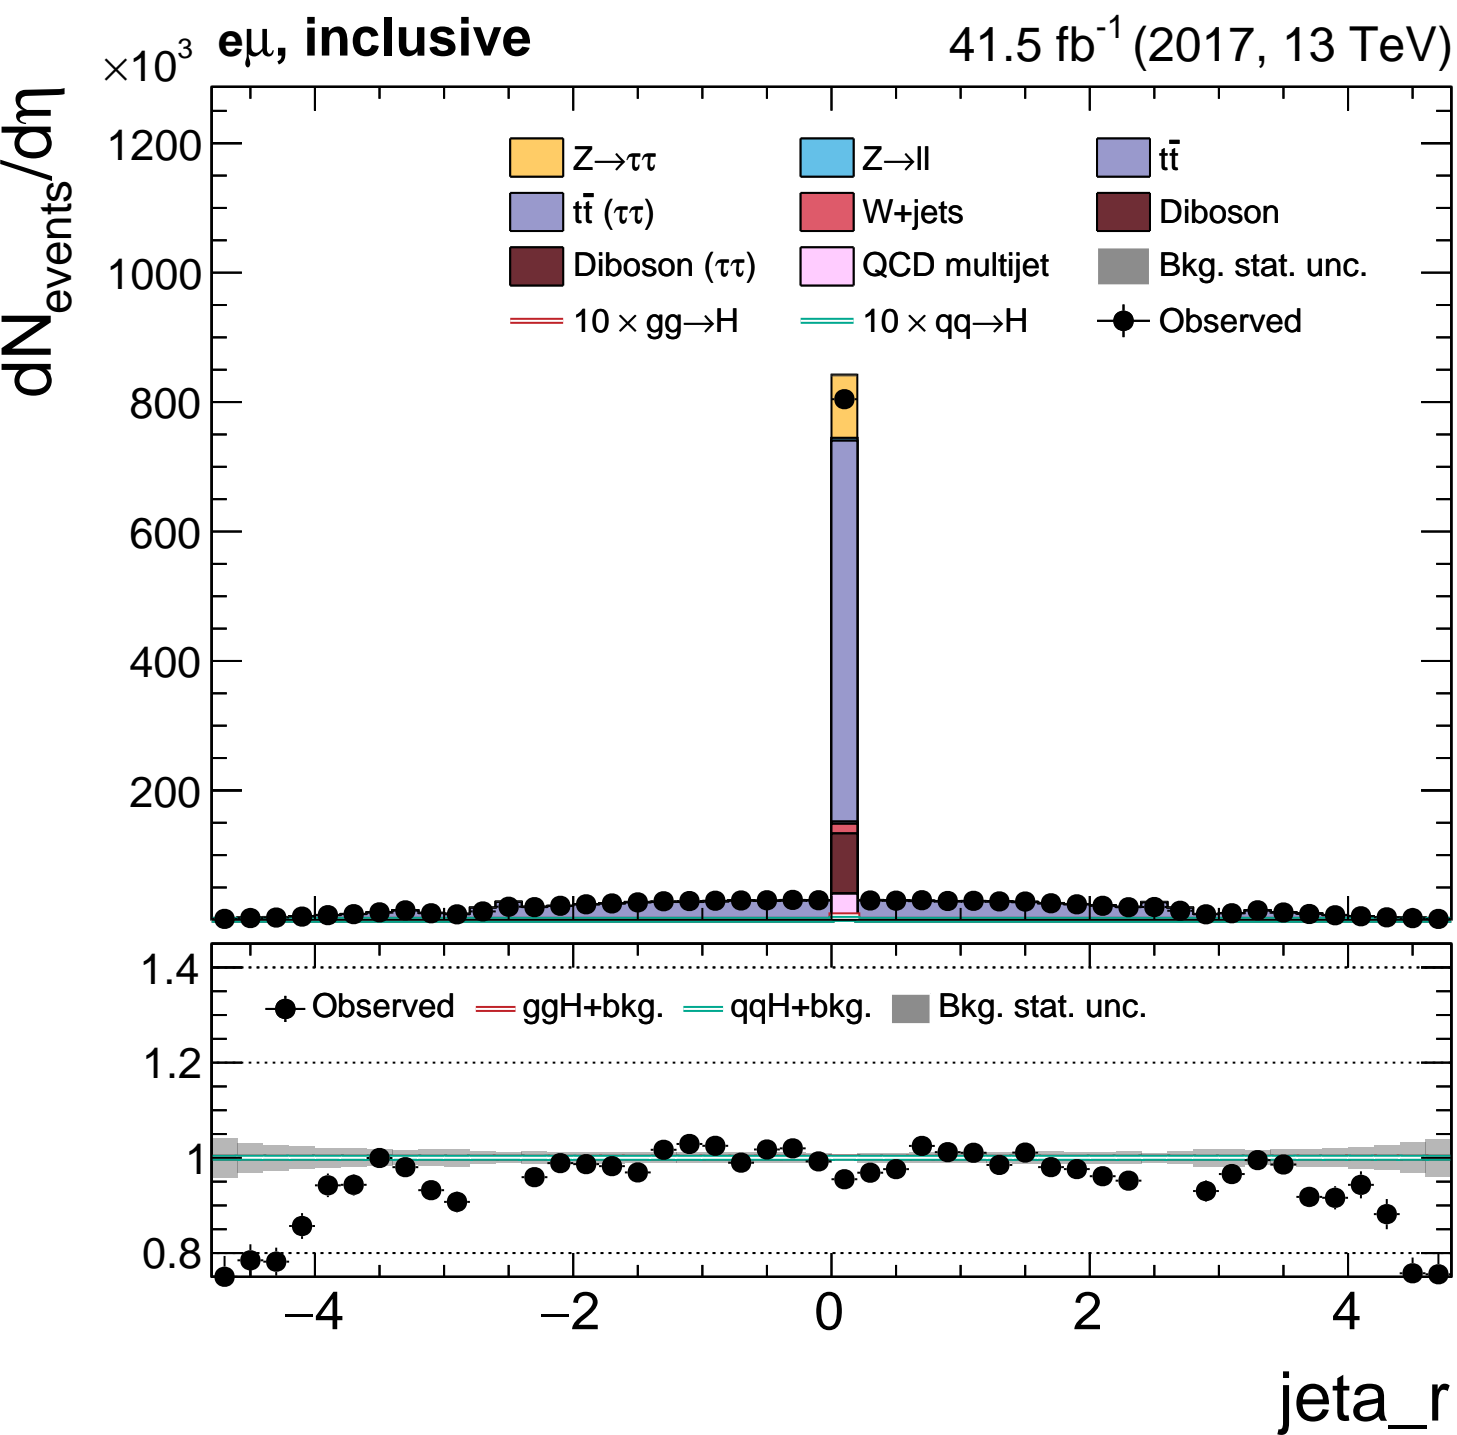 ×10³ eμ, inclusive 41.5 fb⁻¹ (2017, 13 TeV)
dN_events/dη
1200
1000
800
600
400
200
Z→ττ Z→ll tt̄
tt̄ (ττ) W+jets Diboson
Diboson (ττ) QCD multijet Bkg. stat. unc.
10 × gg→H 10 × qq→H Observed
1.4
1.2
1
0.8
Observed ggH+bkg. qqH+bkg. Bkg. stat. unc.
−4 −2 0 2 4
jeta_r